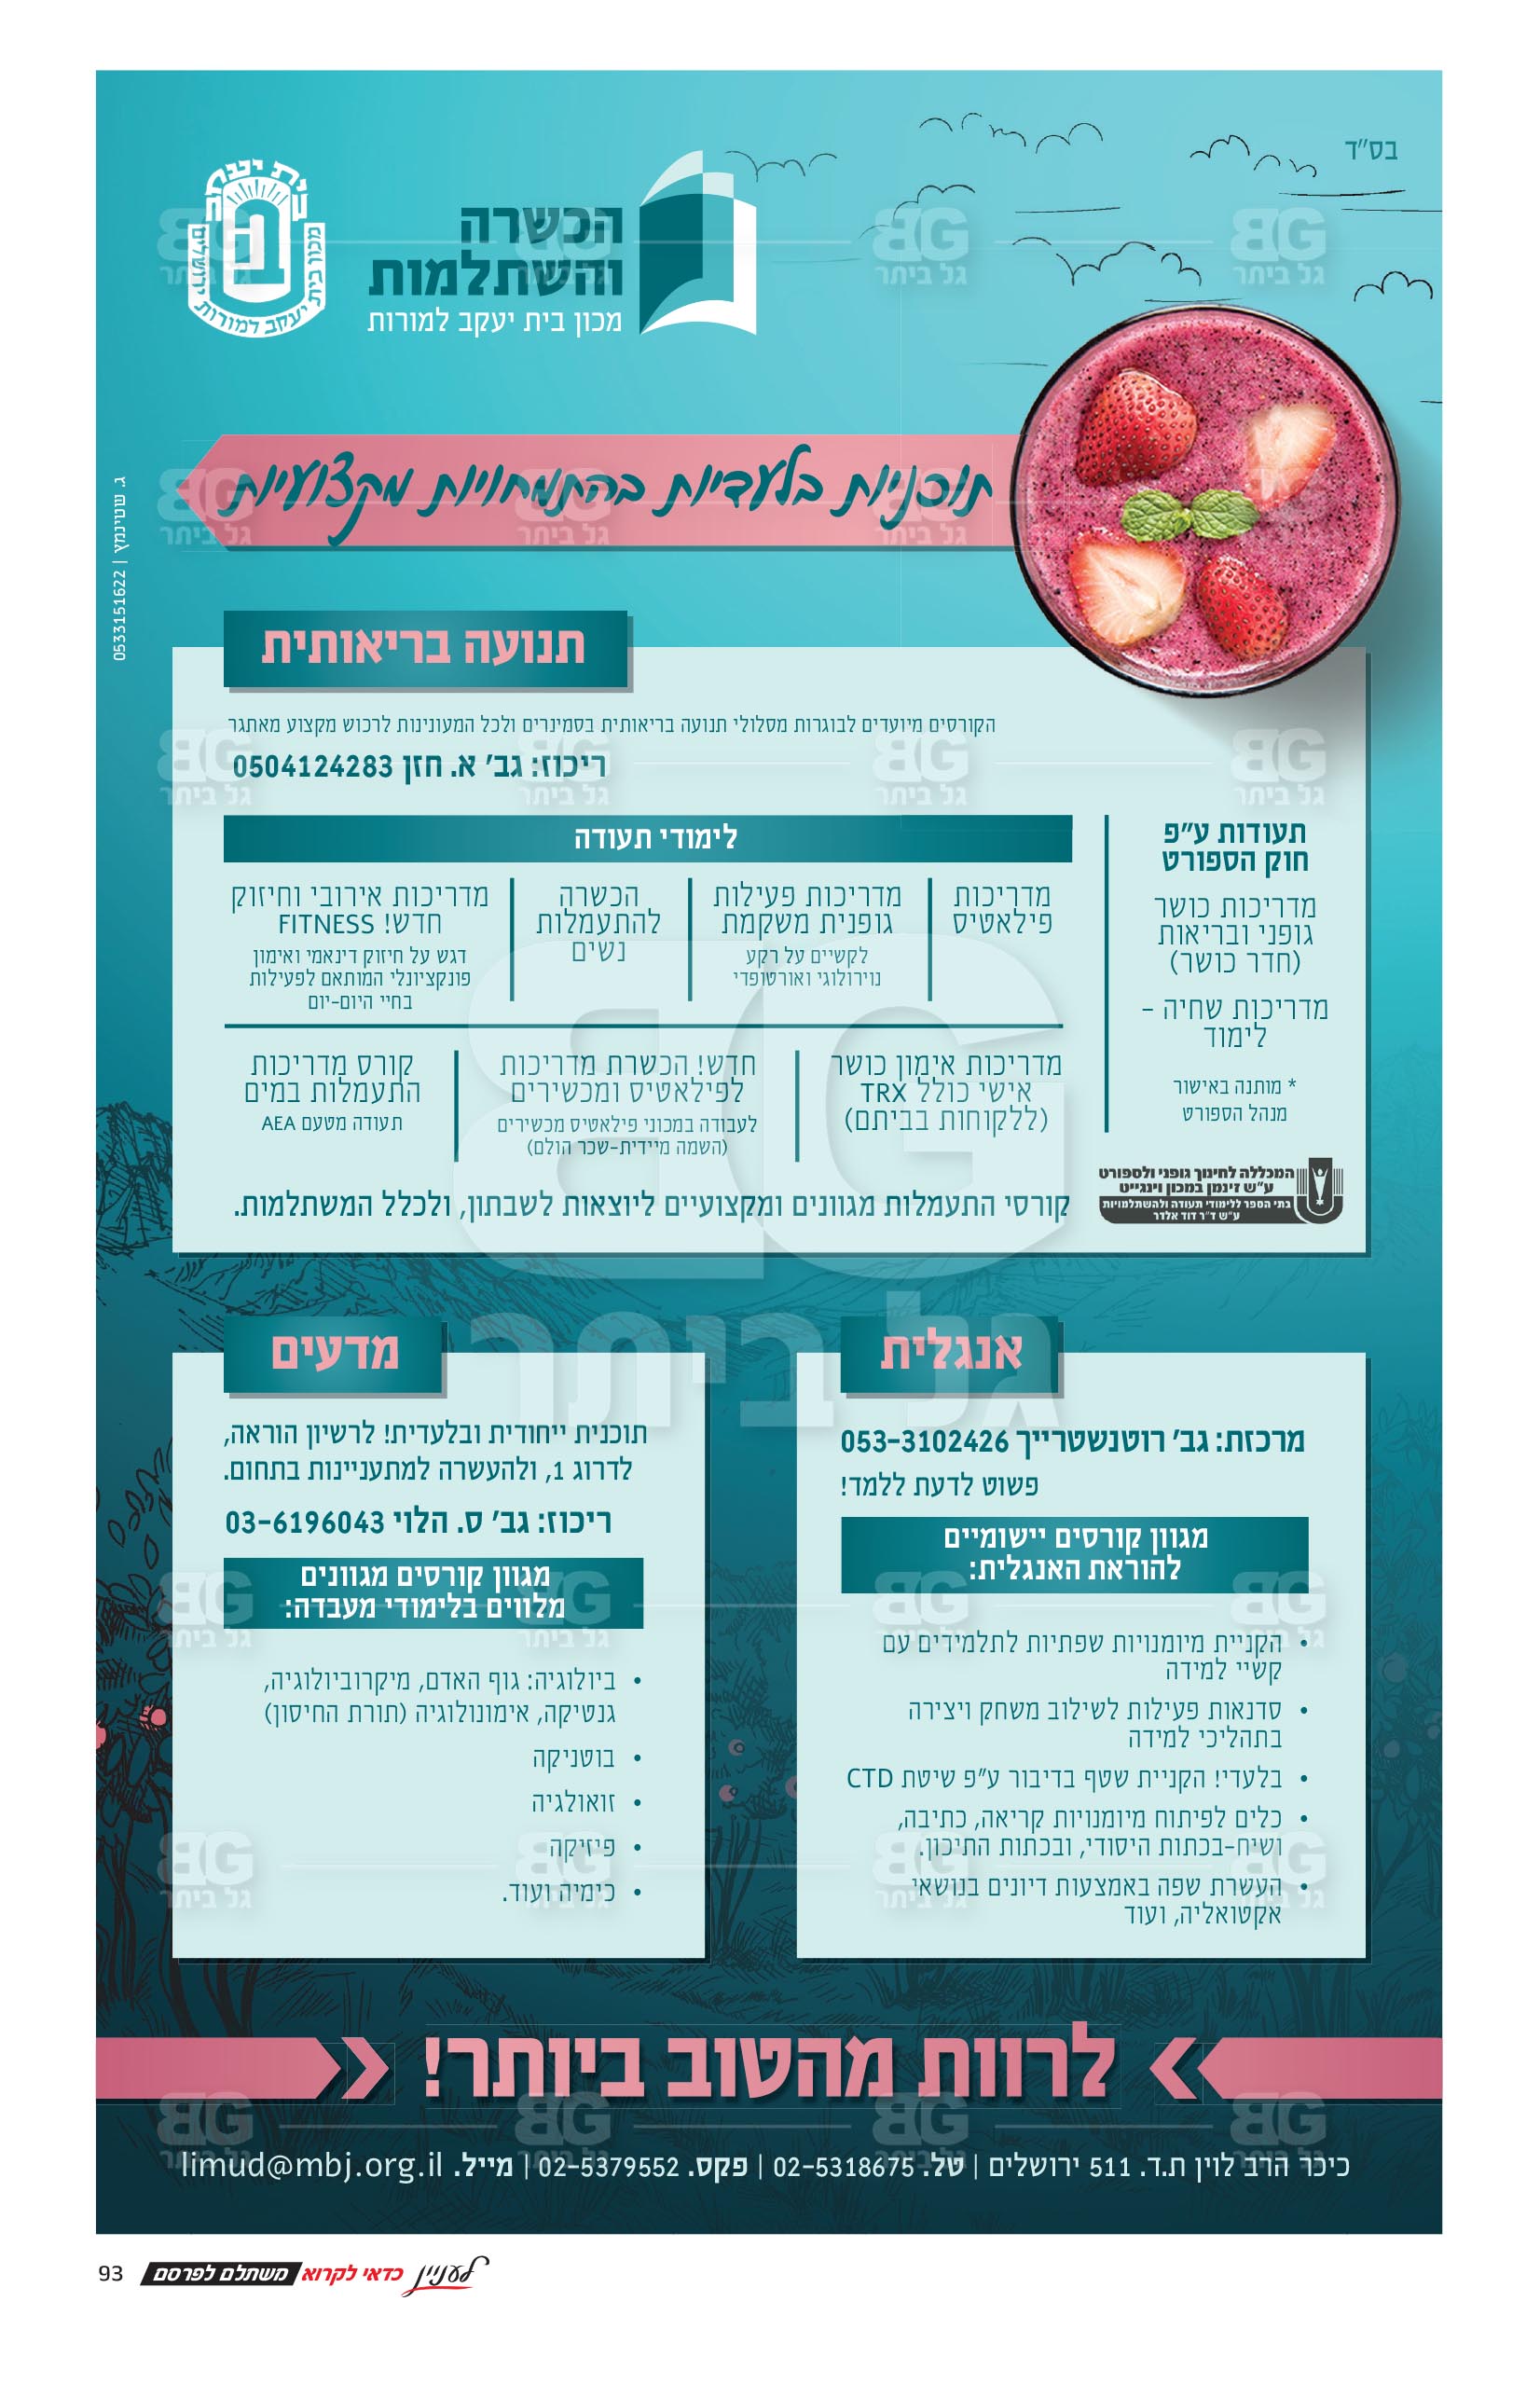 בס"ד
הכשרה
והשתלמות
מכון בית יעקב למורות
מכון בית יעקב למורות ירושלים
תוכניות בלעדיות בהתמחויות מקצועיות
ג. שטינמץ | 0533151622
תנועה בריאותית
הקורסים מיועדים לבוגרות מסלולי תנועה בריאותית בסמינרים ולכל המעונינות לרכוש מקצוע מאתגר
ריכוז: גב' א. חזן 0504124283
תעודות ע"פ
חוק הספורט
מדריכות כושר
גופני ובריאות
(חדר כושר)
מדריכות שחיה -
לימוד
* מותנה באישור
מנהל הספורט
לימודי תעודה
מדריכות
פילאטיס
מדריכות פעילות
גופנית משקמת
לקשיים על רקע
נוירולוגי ואורטופדי
הכשרה
להתעמלות
נשים
מדריכות אירובי וחיזוק
חדש! FITNESS
דגש על חיזוק דינאמי ואימון
פונקציונלי המותאם לפעילות
בחיי היום-יום
מדריכות אימון כושר
אישי כולל TRX
(ללקוחות בביתם)
חדש! הכשרת מדריכות
לפילאטיס ומכשירים
לעבודה במכוני פילאטיס מכשירים
(השמה מיידית-שכר הולם)
קורס מדריכות
התעמלות במים
תעודה מטעם AEA
המכללה לחינוך גופני ולספורט
ע"ש זינמן במכון וינגייט
בתי הספר ללימודי תעודה ולהשתלמויות
ע"ש ד"ר דוד אלדר
קורסי התעמלות מגוונים ומקצועיים ליוצאות לשבתון, ולכלל המשתלמות.
אנגלית
מרכזת: גב' רוטנשטרייך 053-3102426
פשוט לדעת ללמד!
מגוון קורסים יישומיים
להוראת האנגלית:
• הקניית מיומנויות שפתיות לתלמידים עם
קשיי למידה
• סדנאות פעילות לשילוב משחק ויצירה
בתהליכי למידה
• בלעדי! הקניית שטף בדיבור ע"פ שיטת CTD
• כלים לפיתוח מיומנויות קריאה, כתיבה,
ושיח-בכתות היסודי, ובכתות התיכון.
• העשרת שפה באמצעות דיונים בנושאי
אקטואליה, ועוד
מדעים
תוכנית ייחודית ובלעדית! לרשיון הוראה,
לדרוג 1, ולהעשרה למתעניינות בתחום.
ריכוז: גב' ס. הלוי 03-6196043
מגוון קורסים מגוונים
מלווים בלימודי מעבדה:
• ביולוגיה: גוף האדם, מיקרוביולוגיה,
גנטיקה, אימונולוגיה (תורת החיסון)
• בוטניקה
• זואולגיה
• פיזיקה
• כימיה ועוד.
BG
גל ביתר
לרוות מהטוב ביותר!
כיכר הרב לוין ת.ד. 511 ירושלים | טל. 02-5318675 | פקס. 02-5379552 | מייל. limud@mbj.org.il
לעניין כדאי לקרוא משתלם לפרסם 93